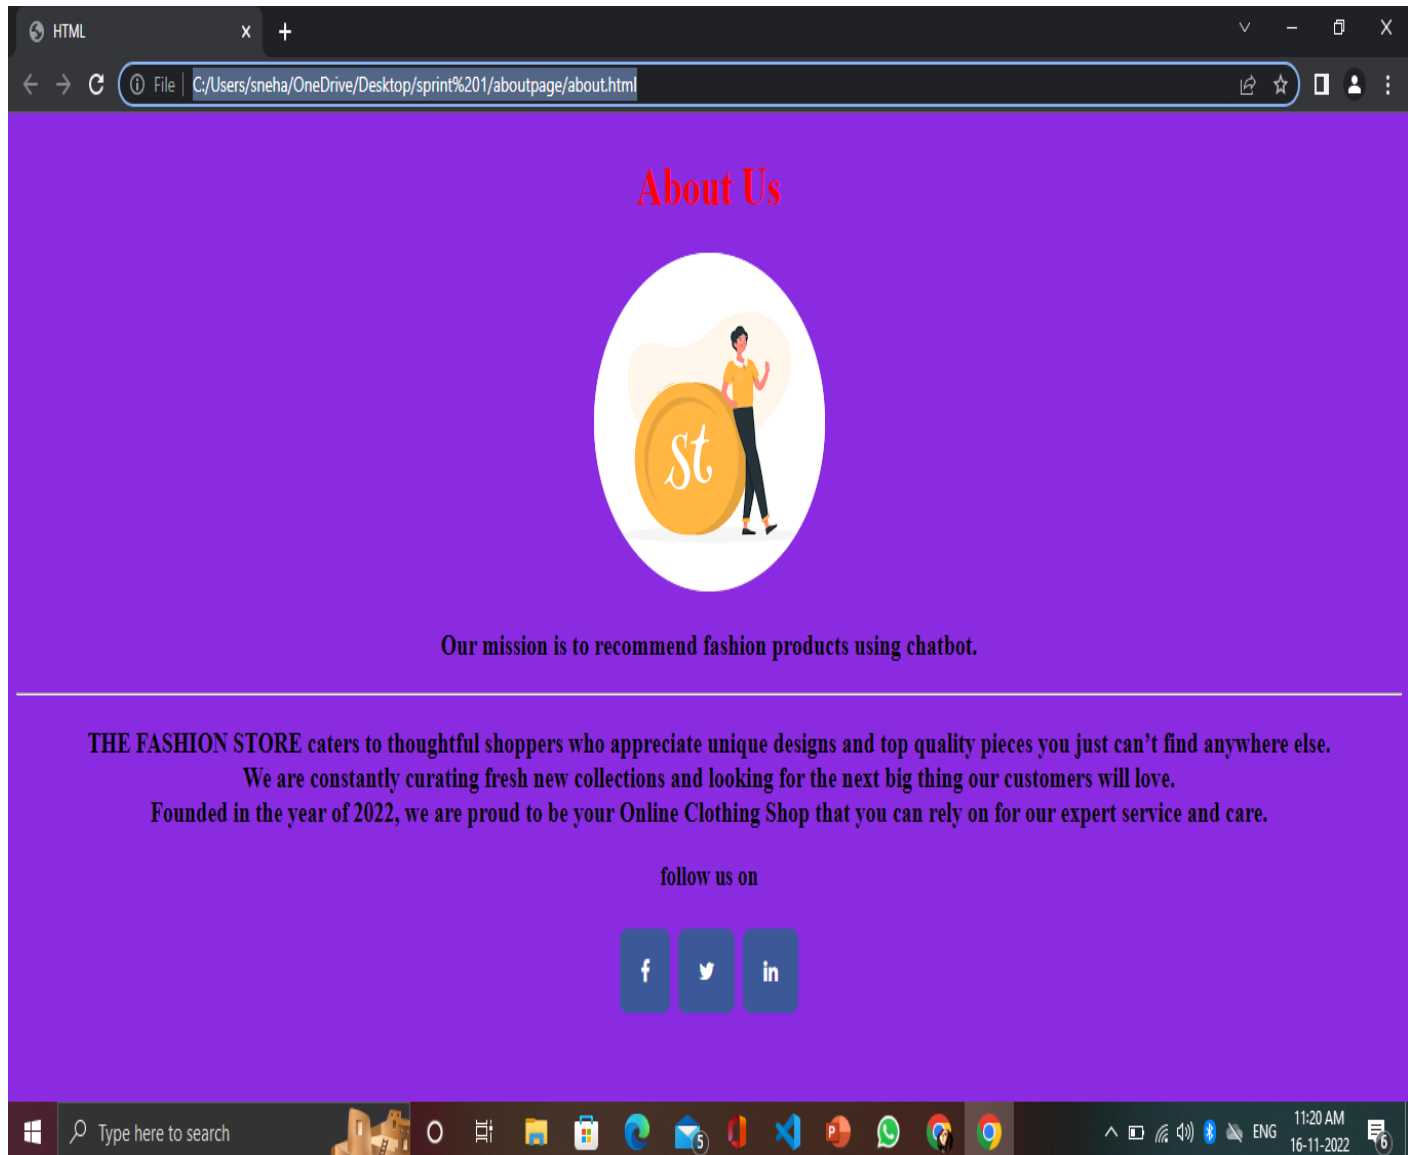 HTML
File
C:/Users/sneha/OneDrive/Desktop/sprint%201/aboutpage/about.html
About Us
st
Our mission is to recommend fashion products using chatbot.
THE FASHION STORE caters to thoughtful shoppers who appreciate unique designs and top quality pieces you just can’t find anywhere else.
We are constantly curating fresh new collections and looking for the next big thing our customers will love.
Founded in the year of 2022, we are proud to be your Online Clothing Shop that you can rely on for our expert service and care.
follow us on
f in
Type here to search
5
ENG
11:20 AM
16-11-2022
6